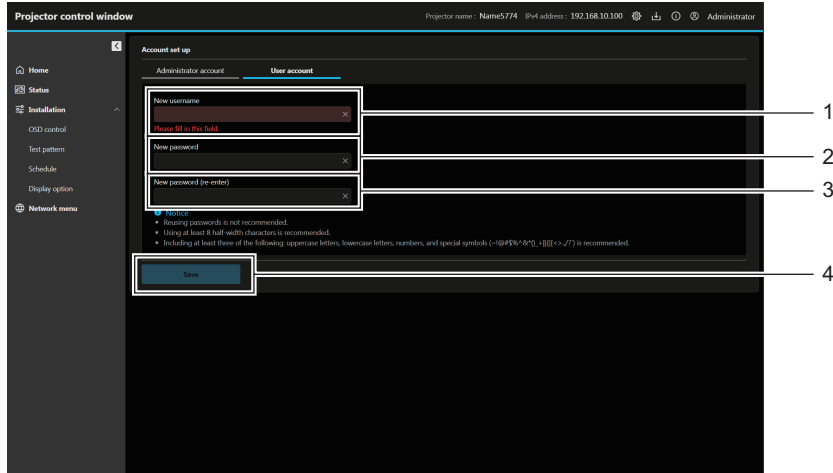 Projector control window
Projector name : Name5774 IPv4 address : 192.168.10.100 Administrator
Account set up
Home
Administrator account User account
Status
Installation
New username
1
Please fill in this field.
OSD control
New password
2
Test pattern
Schedule
New password (re-enter)
3
Display option
Network menu
Notice
Reusing passwords is not recommended.
Using at least 8 half-width characters is recommended.
Including at least three of the following: uppercase letters, lowercase letters, numbers, and special symbols is recommended.
Save
4